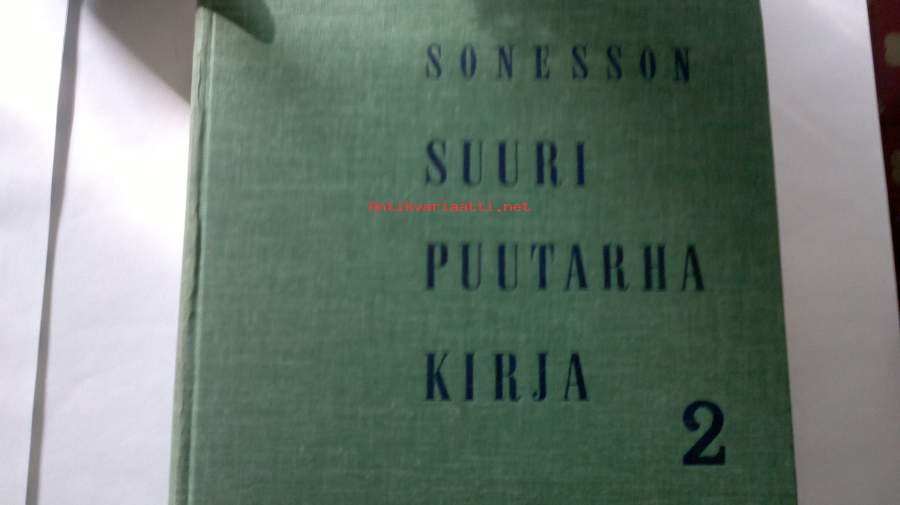 SONESSON
SUURI
Antikvariaatti.net
PUUTARHA
KIRJA
2